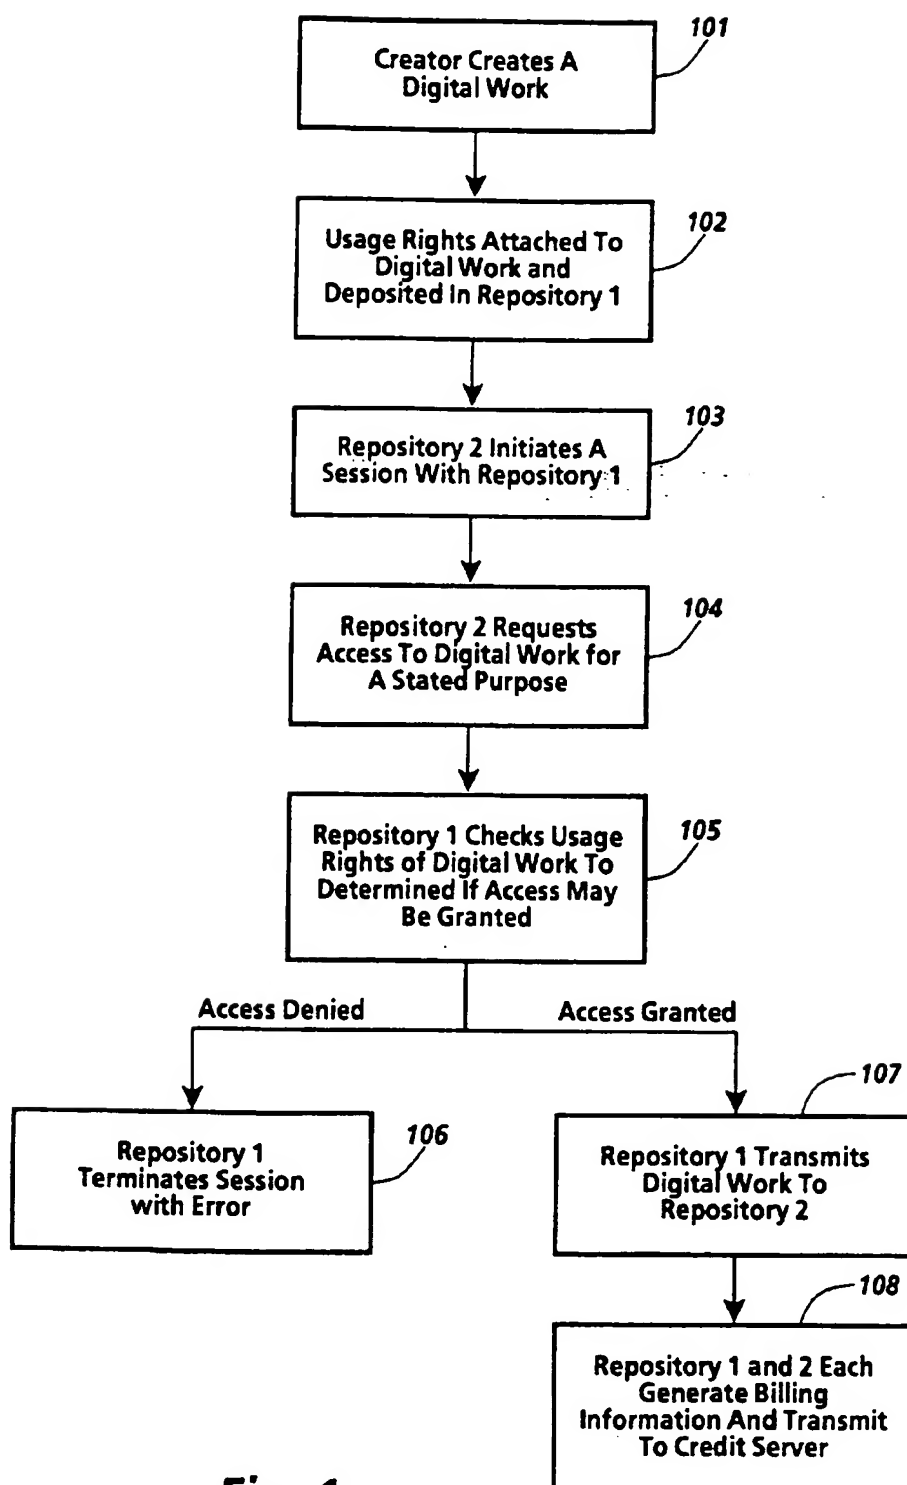 101
Creator Creates A
Digital Work
102
Usage Rights Attached To
Digital Work and
Deposited In Repository 1
103
Repository 2 Initiates A
Session With Repository 1
104
Repository 2 Requests
Access To Digital Work for
A Stated Purpose
105
Repository 1 Checks Usage
Rights of Digital Work To
Determined If Access May
Be Granted
Access Denied
Access Granted
106
Repository 1
Terminates Session
with Error
107
Repository 1 Transmits
Digital Work To
Repository 2
108
Repository 1 and 2 Each
Generate Billing
Information And Transmit
To Credit Server